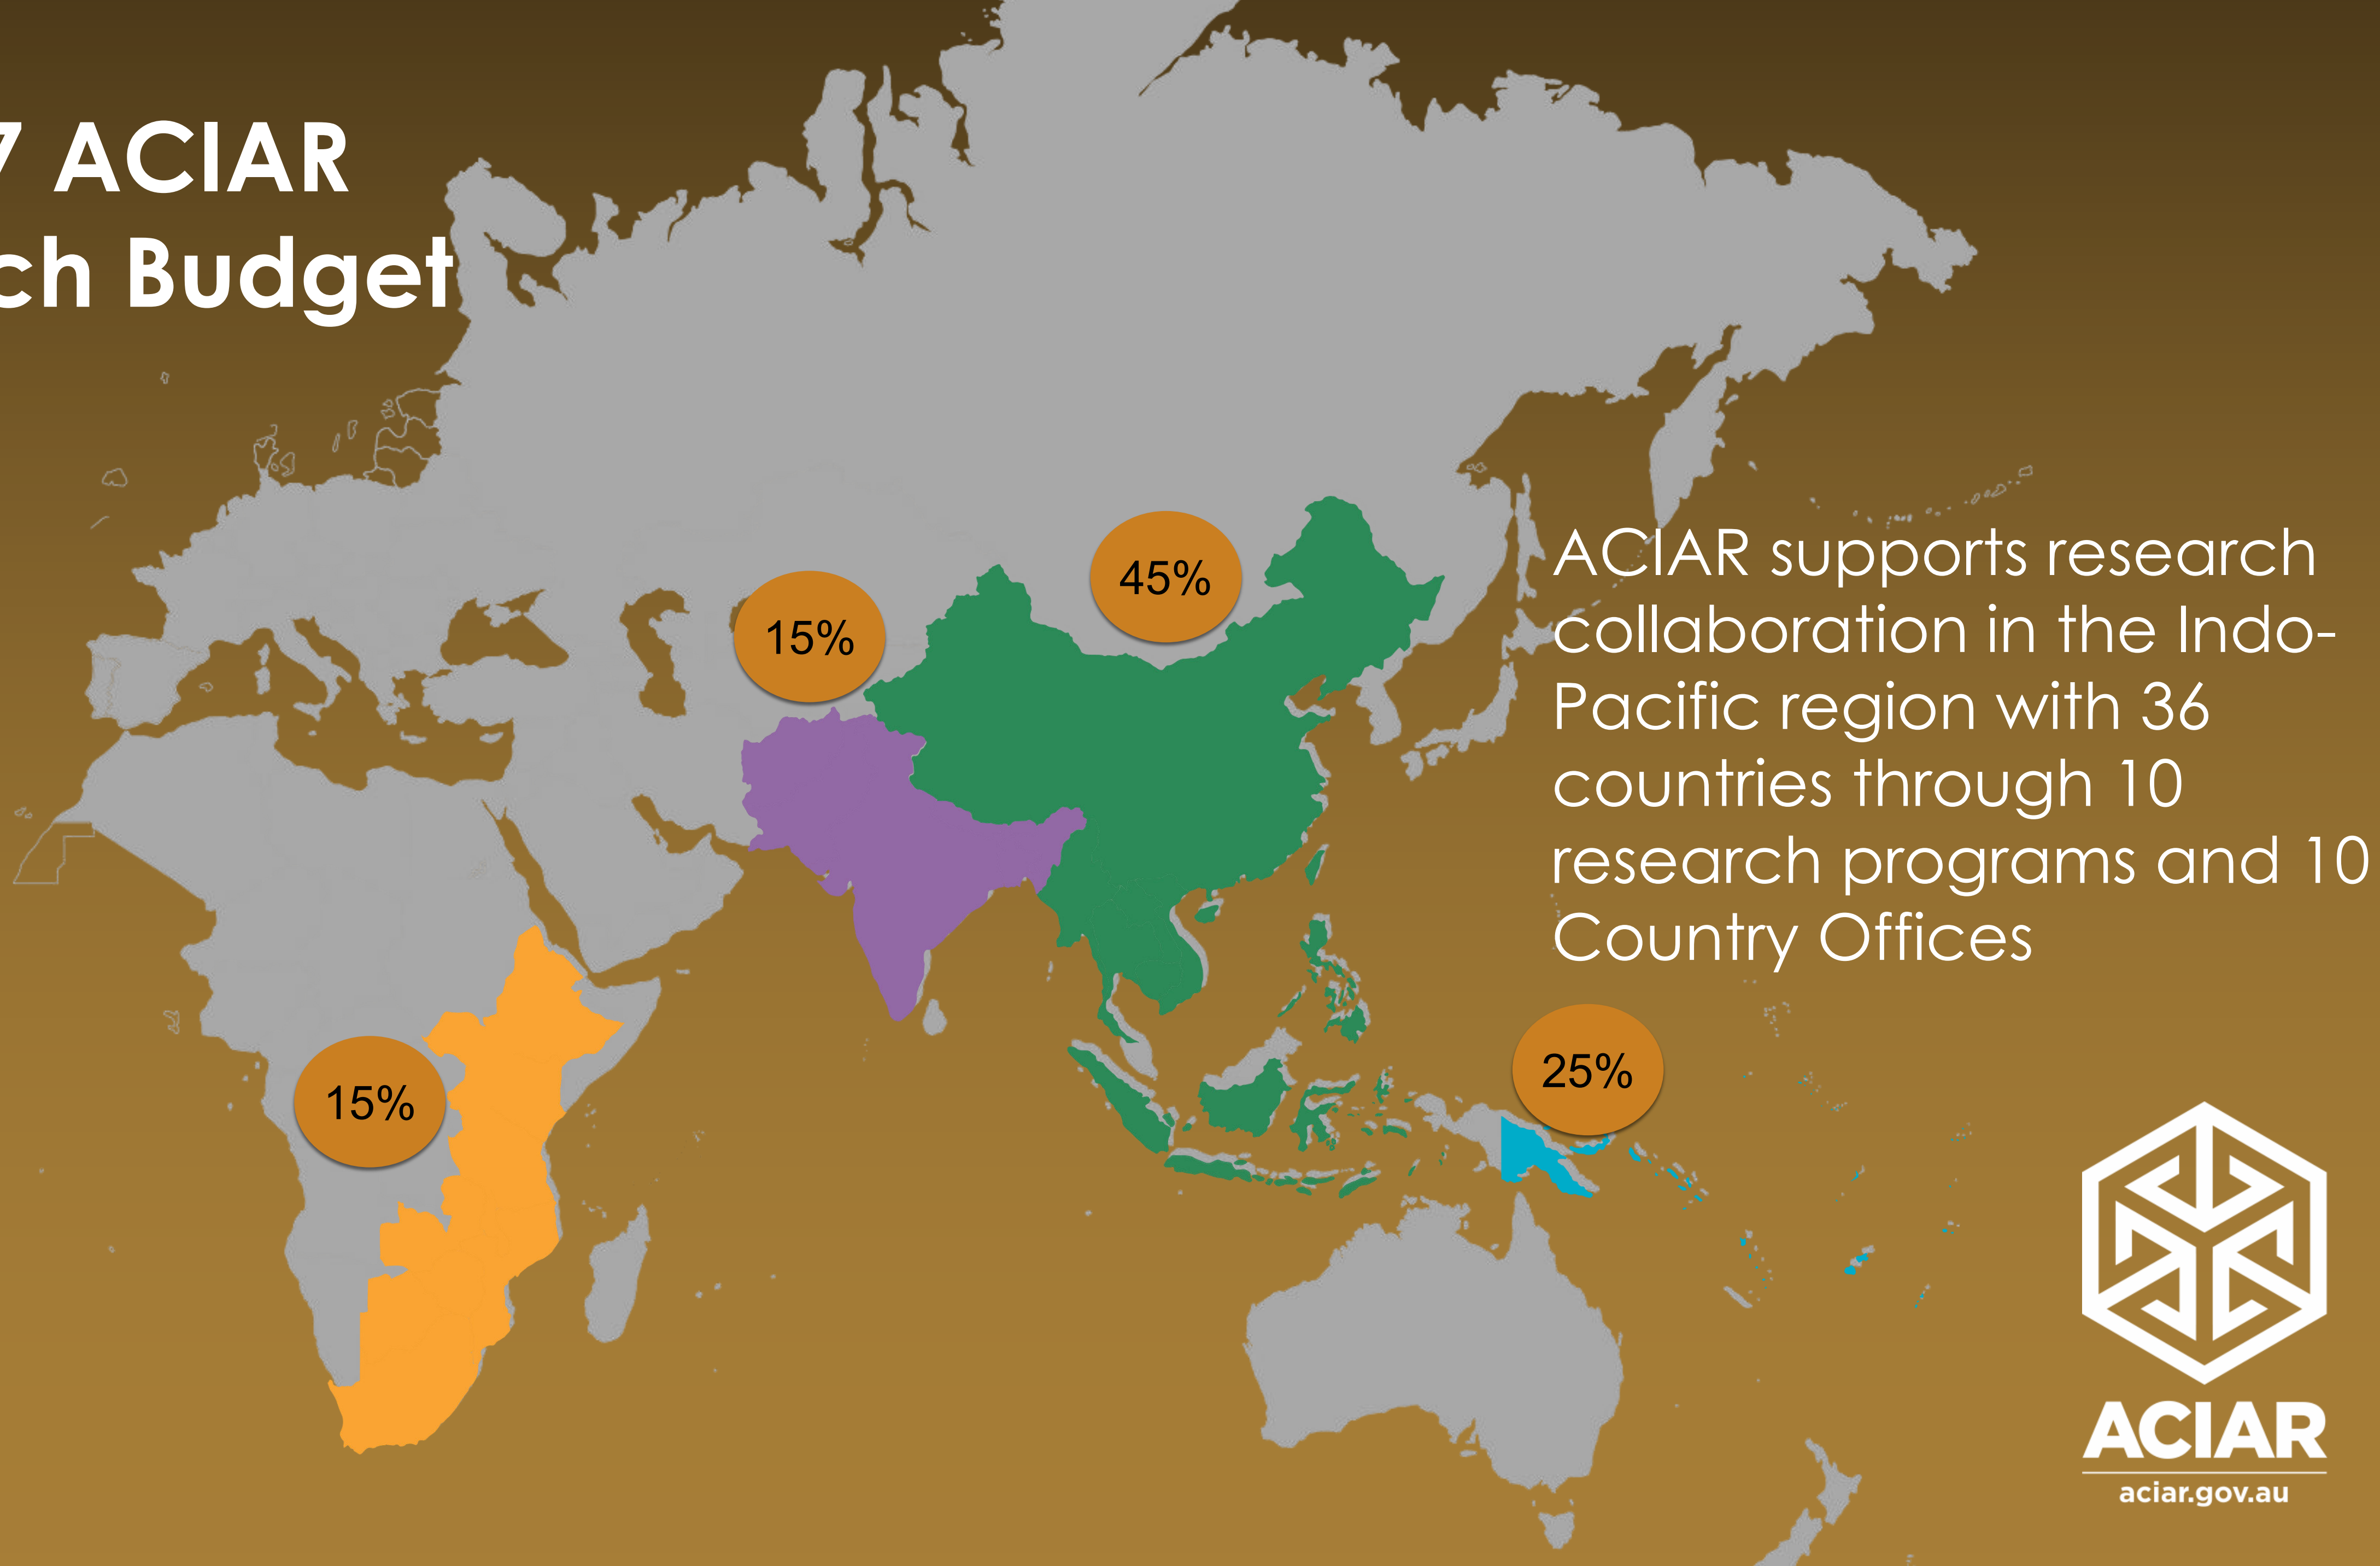 7 ACIAR
ch Budget
45%
15%
ACIAR supports research
collaboration in the Indo-
Pacific region with 36
countries through 10
research programs and 10
Country Offices
25%
15%
ACIAR
aciar.gov.au